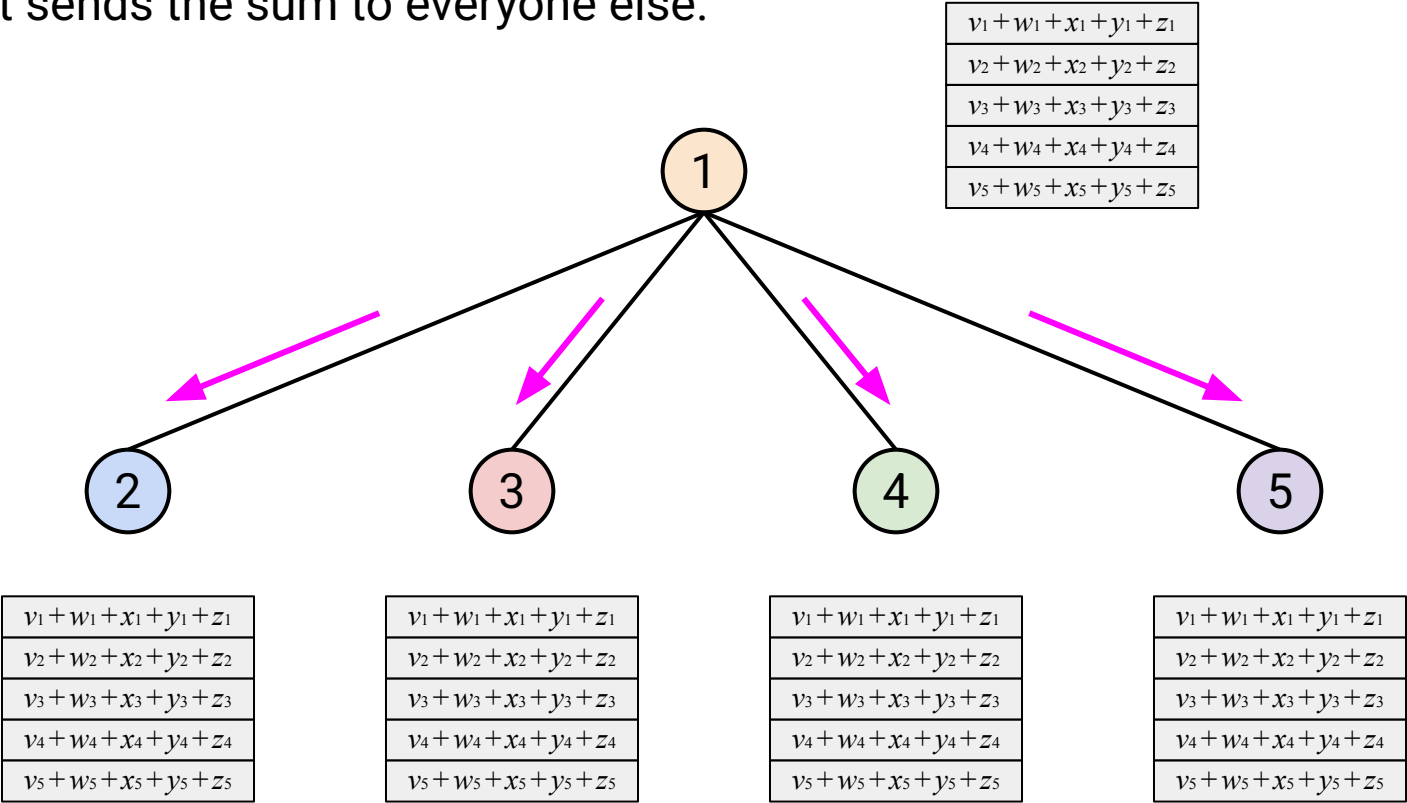 t sends the sum to everyone else.
v₁+w₁+x₁+y₁+z₁
v₂+w₂+x₂+y₂+z₂
v₃+w₃+x₃+y₃+z₃
v₄+w₄+x₄+y₄+z₄
v₅+w₅+x₅+y₅+z₅
1
2 3 4 5
v₁+w₁+x₁+y₁+z₁ v₁+w₁+x₁+y₁+z₁ v₁+w₁+x₁+y₁+z₁ v₁+w₁+x₁+y₁+z₁
v₂+w₂+x₂+y₂+z₂ v₂+w₂+x₂+y₂+z₂ v₂+w₂+x₂+y₂+z₂ v₂+w₂+x₂+y₂+z₂
v₃+w₃+x₃+y₃+z₃ v₃+w₃+x₃+y₃+z₃ v₃+w₃+x₃+y₃+z₃ v₃+w₃+x₃+y₃+z₃
v₄+w₄+x₄+y₄+z₄ v₄+w₄+x₄+y₄+z₄ v₄+w₄+x₄+y₄+z₄ v₄+w₄+x₄+y₄+z₄
v₅+w₅+x₅+y₅+z₅ v₅+w₅+x₅+y₅+z₅ v₅+w₅+x₅+y₅+z₅ v₅+w₅+x₅+y₅+z₅